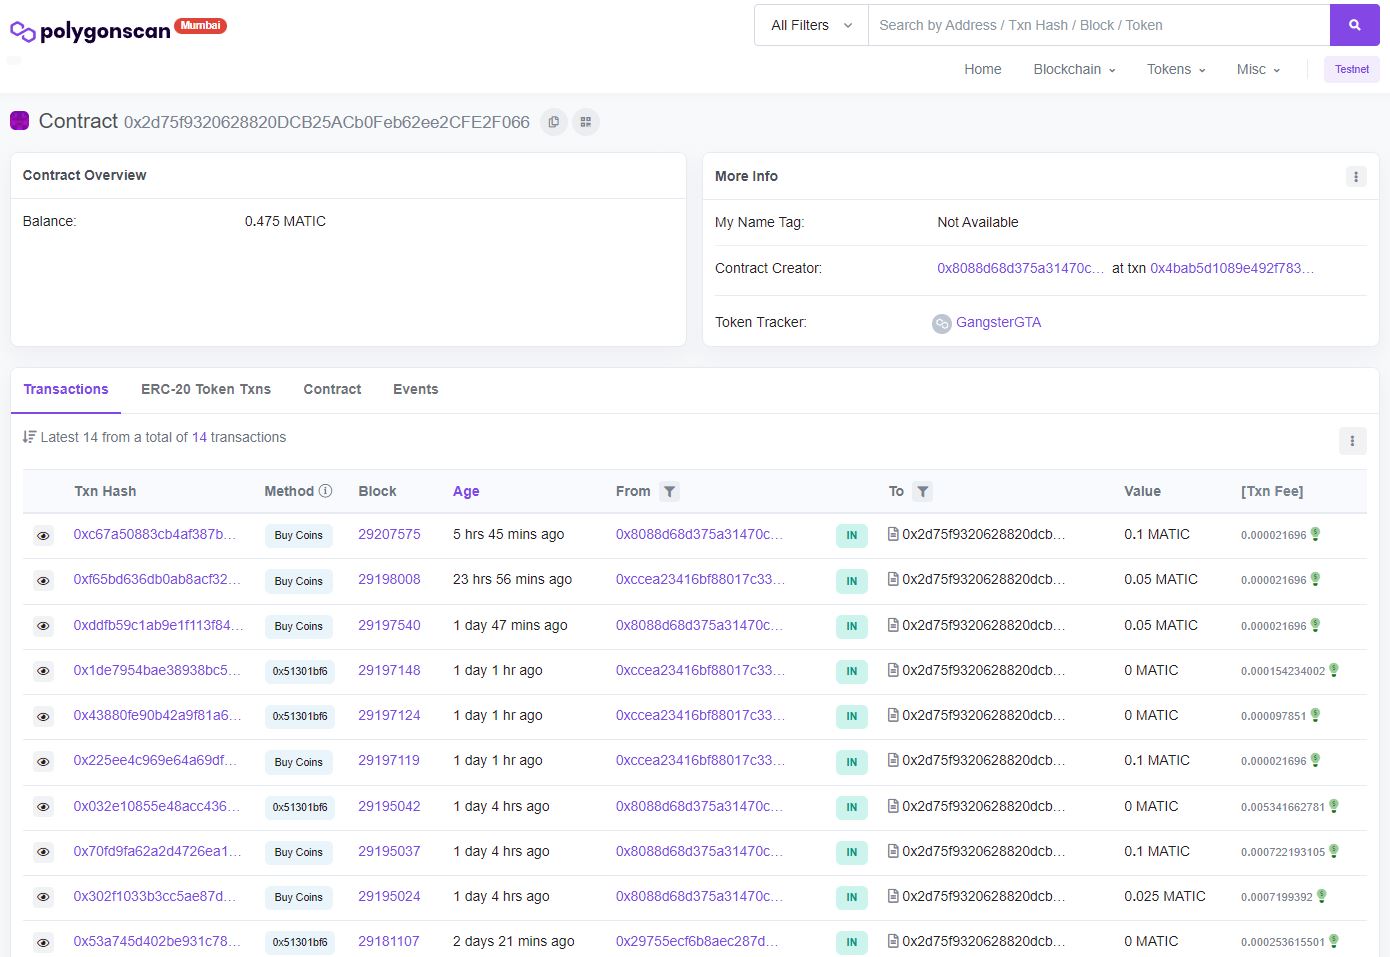 polygonscan Mumbai
All Filters Search by Address / Txn Hash / Block / Token
Home Blockchain Tokens Misc Testnet
Contract 0x2d75f9320628820DCB25ACb0Feb62ee2CFE2F066
Contract Overview
Balance: 0.475 MATIC
More Info
My Name Tag: Not Available
Contract Creator: 0x8088d68d375a31470c... at txn 0x4bab5d1089e492f783...
Token Tracker: GangsterGTA
Transactions ERC-20 Token Txns Contract Events
Latest 14 from a total of 14 transactions
Txn Hash Method Block Age From To Value [Txn Fee]
0xc67a50883cb4af387b... Buy Coins 29207575 5 hrs 45 mins ago 0x8088d68d375a31470c... IN 0x2d75f9320628820dcb... 0.1 MATIC 0.000021696
0xf65bd636db0ab8acf32... Buy Coins 29198008 23 hrs 56 mins ago 0xccea23416bf88017c33... IN 0x2d75f9320628820dcb... 0.05 MATIC 0.000021696
0xddfb59c1ab9e1f113f84... Buy Coins 29197540 1 day 47 mins ago 0x8088d68d375a31470c... IN 0x2d75f9320628820dcb... 0.05 MATIC 0.000021696
0x1de7954bae38938bc5... 0x51301bf6 29197148 1 day 1 hr ago 0xccea23416bf88017c33... IN 0x2d75f9320628820dcb... 0 MATIC 0.000154234002
0x43880fe90b42a9f81a6... 0x51301bf6 29197124 1 day 1 hr ago 0xccea23416bf88017c33... IN 0x2d75f9320628820dcb... 0 MATIC 0.000097851
0x225ee4c969e64a69df... Buy Coins 29197119 1 day 1 hr ago 0xccea23416bf88017c33... IN 0x2d75f9320628820dcb... 0.1 MATIC 0.000021696
0x032e10855e48acc436... 0x51301bf6 29195042 1 day 4 hrs ago 0x8088d68d375a31470c... IN 0x2d75f9320628820dcb... 0 MATIC 0.005341662781
0x70fd9fa62a2d4726ea1... Buy Coins 29195037 1 day 4 hrs ago 0x8088d68d375a31470c... IN 0x2d75f9320628820dcb... 0.1 MATIC 0.000722193105
0x302f1033b3cc5ae87d... Buy Coins 29195024 1 day 4 hrs ago 0x8088d68d375a31470c... IN 0x2d75f9320628820dcb... 0.025 MATIC 0.0007199392
0x53a745d402be931c78... 0x51301bf6 29181107 2 days 21 mins ago 0x29755ecf6b8aec287d... IN 0x2d75f9320628820dcb... 0 MATIC 0.000253615501